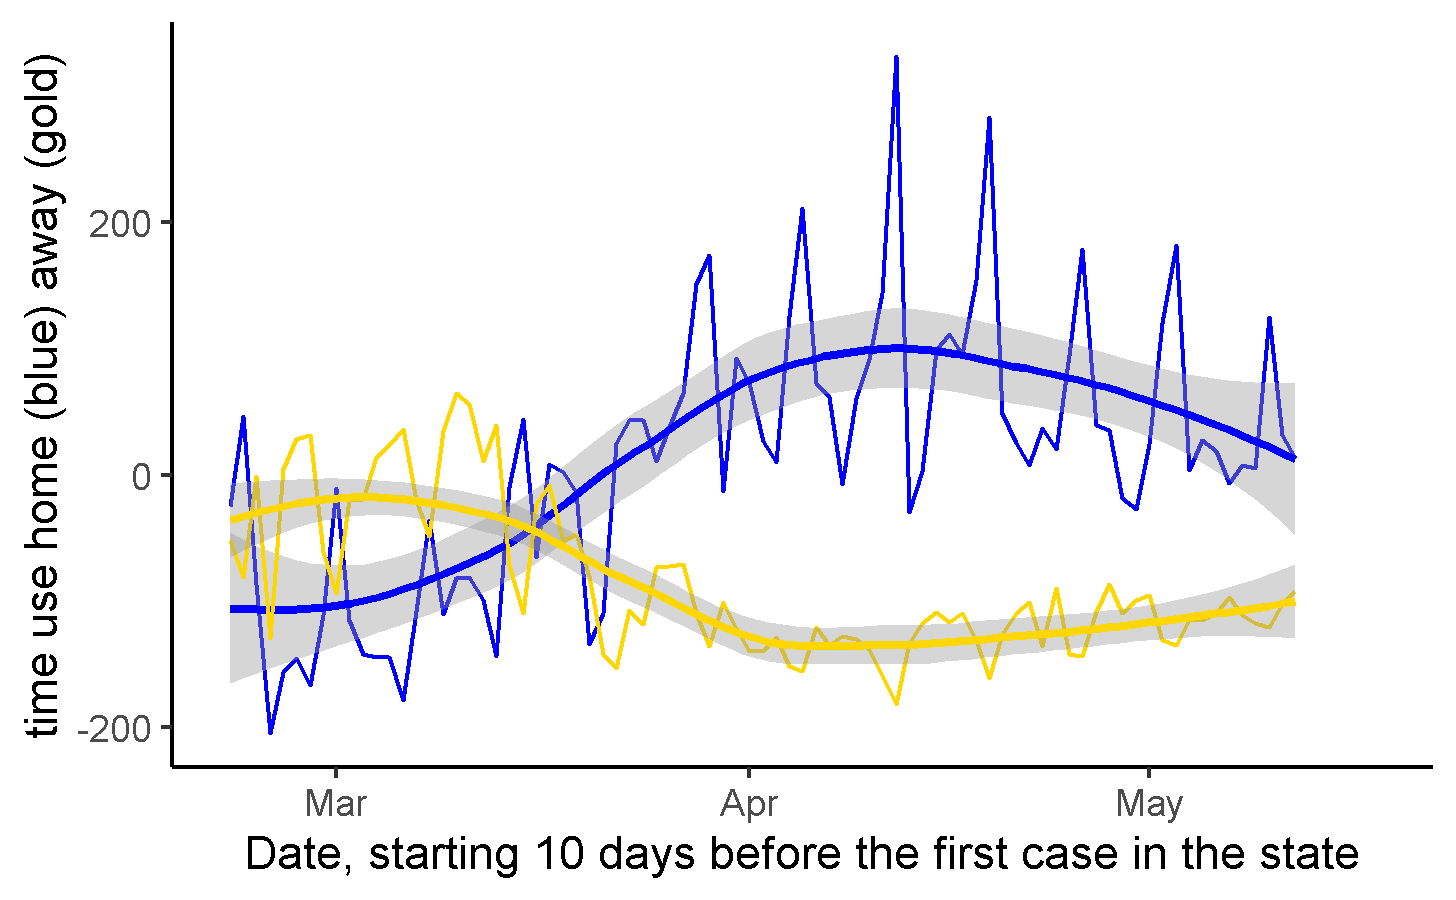 time use home (blue) away (gold)
200
0
-200
Mar Apr May
Date, starting 10 days before the first case in the state